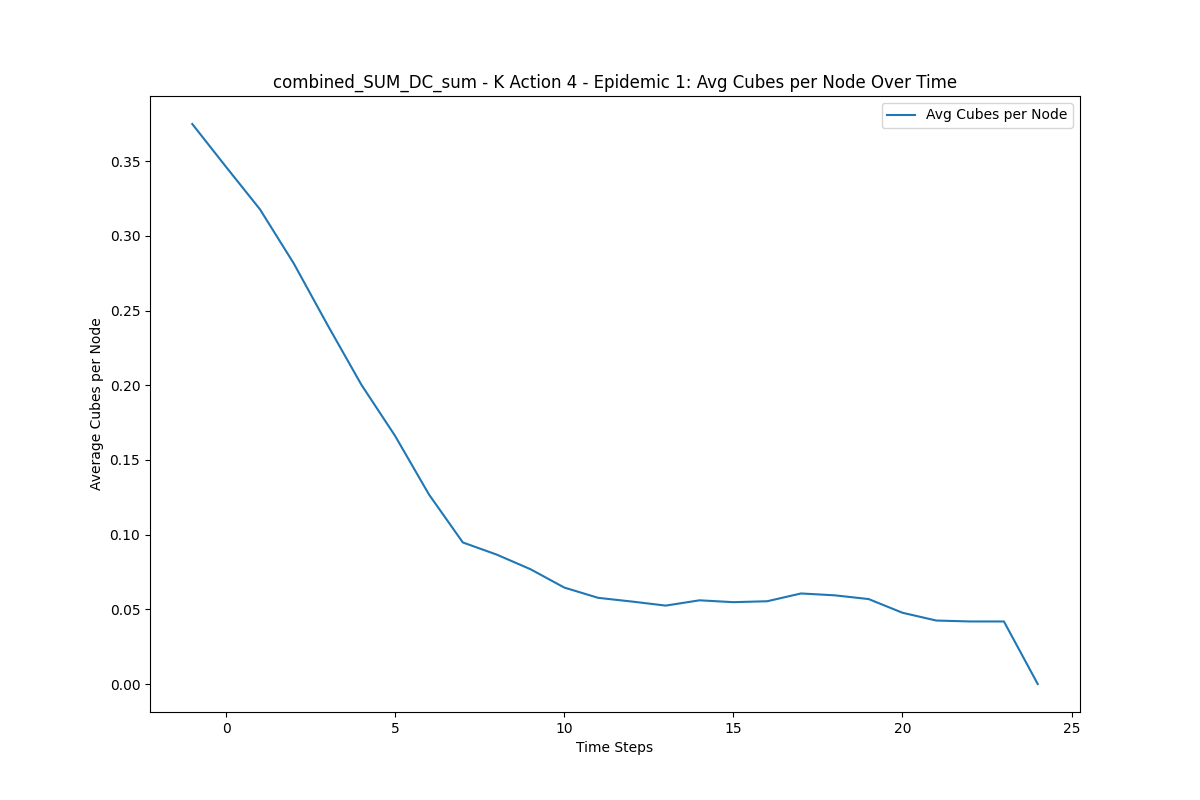 combined_SUM_DC_sum - K Action 4 - Epidemic 1: Avg Cubes per Node Over Time
Avg Cubes per Node
Average Cubes per Node
0.35
0.30
0.25
0.20
0.15
0.10
0.05
0.00
0 5 10 15 20 25
Time Steps